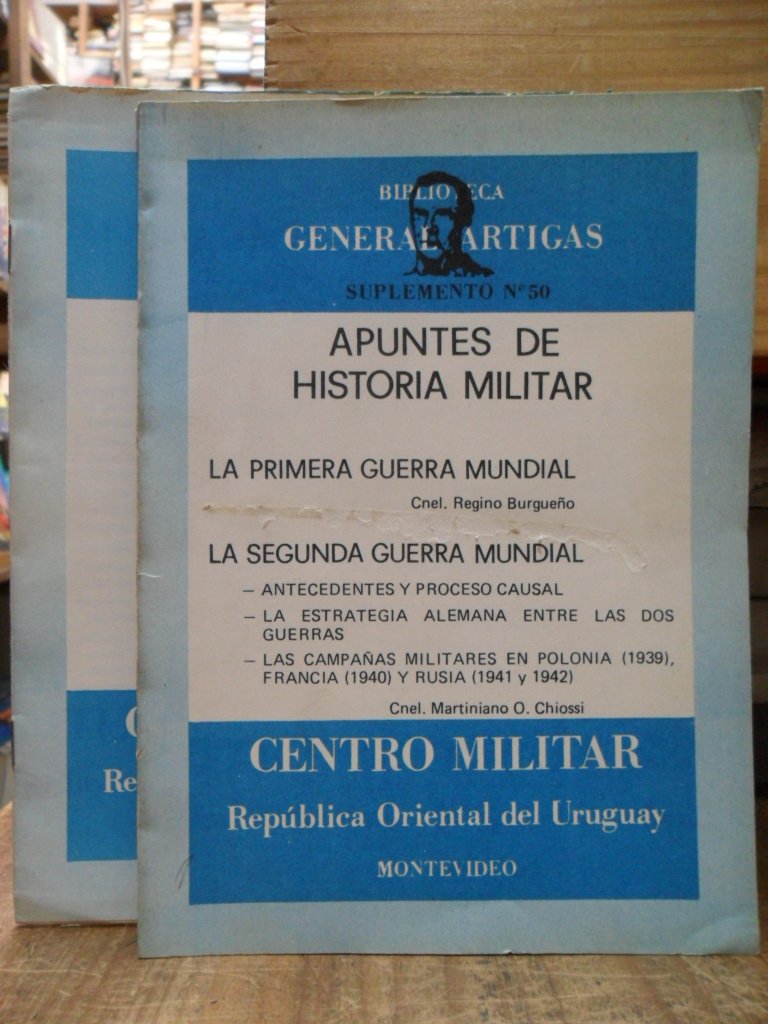 BIBLIOTECA
GENERAL ARTIGAS
SUPLEMENTO Nº 50
APUNTES DE
HISTORIA MILITAR
LA PRIMERA GUERRA MUNDIAL
Cnel. Regino Burgueño
LA SEGUNDA GUERRA MUNDIAL
— ANTECEDENTES Y PROCESO CAUSAL
— LA ESTRATEGIA ALEMANA ENTRE LAS DOS
GUERRAS
— LAS CAMPAÑAS MILITARES EN POLONIA (1939),
FRANCIA (1940) Y RUSIA (1941 y 1942)
Cnel. Martiniano O. Chiossi
CENTRO MILITAR
República Oriental del Uruguay
MONTEVIDEO
C
Re